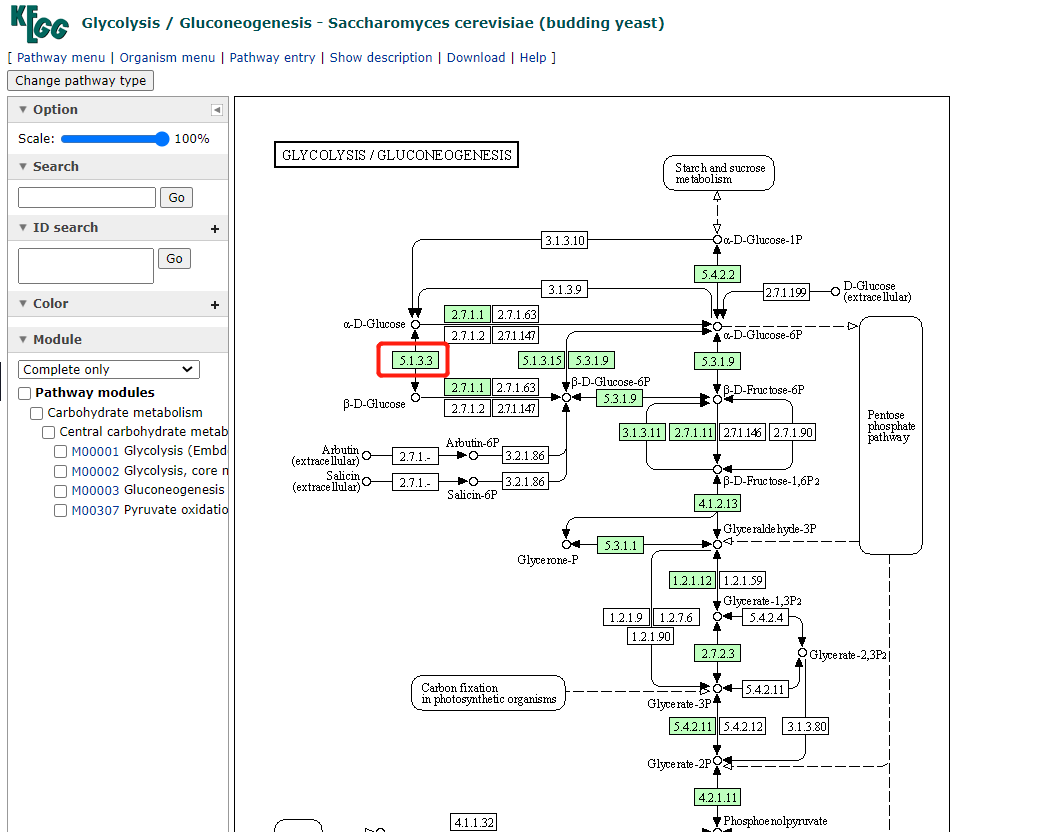 KEGG Glycolysis / Gluconeogenesis - Saccharomyces cerevisiae (budding yeast)
[ Pathway menu | Organism menu | Pathway entry | Show description | Download | Help ]
Change pathway type
Option
Scale: 100%
Search
Go
ID search +
Go
Color +
Module
Complete only
Pathway modules
Carbohydrate metabolism
Central carbohydrate metab
M00001 Glycolysis (Embd
M00002 Glycolysis, core
M00003 Gluconeogenesis
M00307 Pyruvate oxidatio
GLYCOLYSIS / GLUCONEOGENESIS
Starch and sucrose
metabolism
3.1.3.10
α-D-Glucose-1P
5.4.2.2
3.1.3.9
2.7.1.199
D-Glucose
(extracellular)
2.7.1.1 2.7.1.63
α-D-Glucose
2.7.1.2 2.7.1.147
α-D-Glucose-6P
5.1.3.3
5.1.3.15 5.3.1.9
5.3.1.9
β-D-Glucose-6P
2.7.1.1 2.7.1.63
β-D-Fructose-6P
β-D-Glucose
5.3.1.9
2.7.1.2 2.7.1.147
3.1.3.11 2.7.1.11 2.7.1.146 2.7.1.90
Pentose
phosphate
pathway
Arbutin
(extracellular)
2.7.1.-
Arbutin-6P
3.2.1.86
Salicin
(extracellular)
2.7.1.-
Salicin-6P
3.2.1.86
β-D-Fructose-1,6P2
4.1.2.13
Glyceraldehyde-3P
5.3.1.1
Glycerone-P
1.2.1.12 1.2.1.59
Glycerate-1,3P2
1.2.1.9 1.2.7.6
5.4.2.4
1.2.1.90
2.7.2.3
Glycerate-2,3P2
Carbon fixation
in photosynthetic organisms
5.4.2.11
Glycerate-3P
5.4.2.11 5.4.2.12
3.1.3.80
Glycerate-2P
4.2.1.11
4.1.1.32
Phosphoenolpyruvate